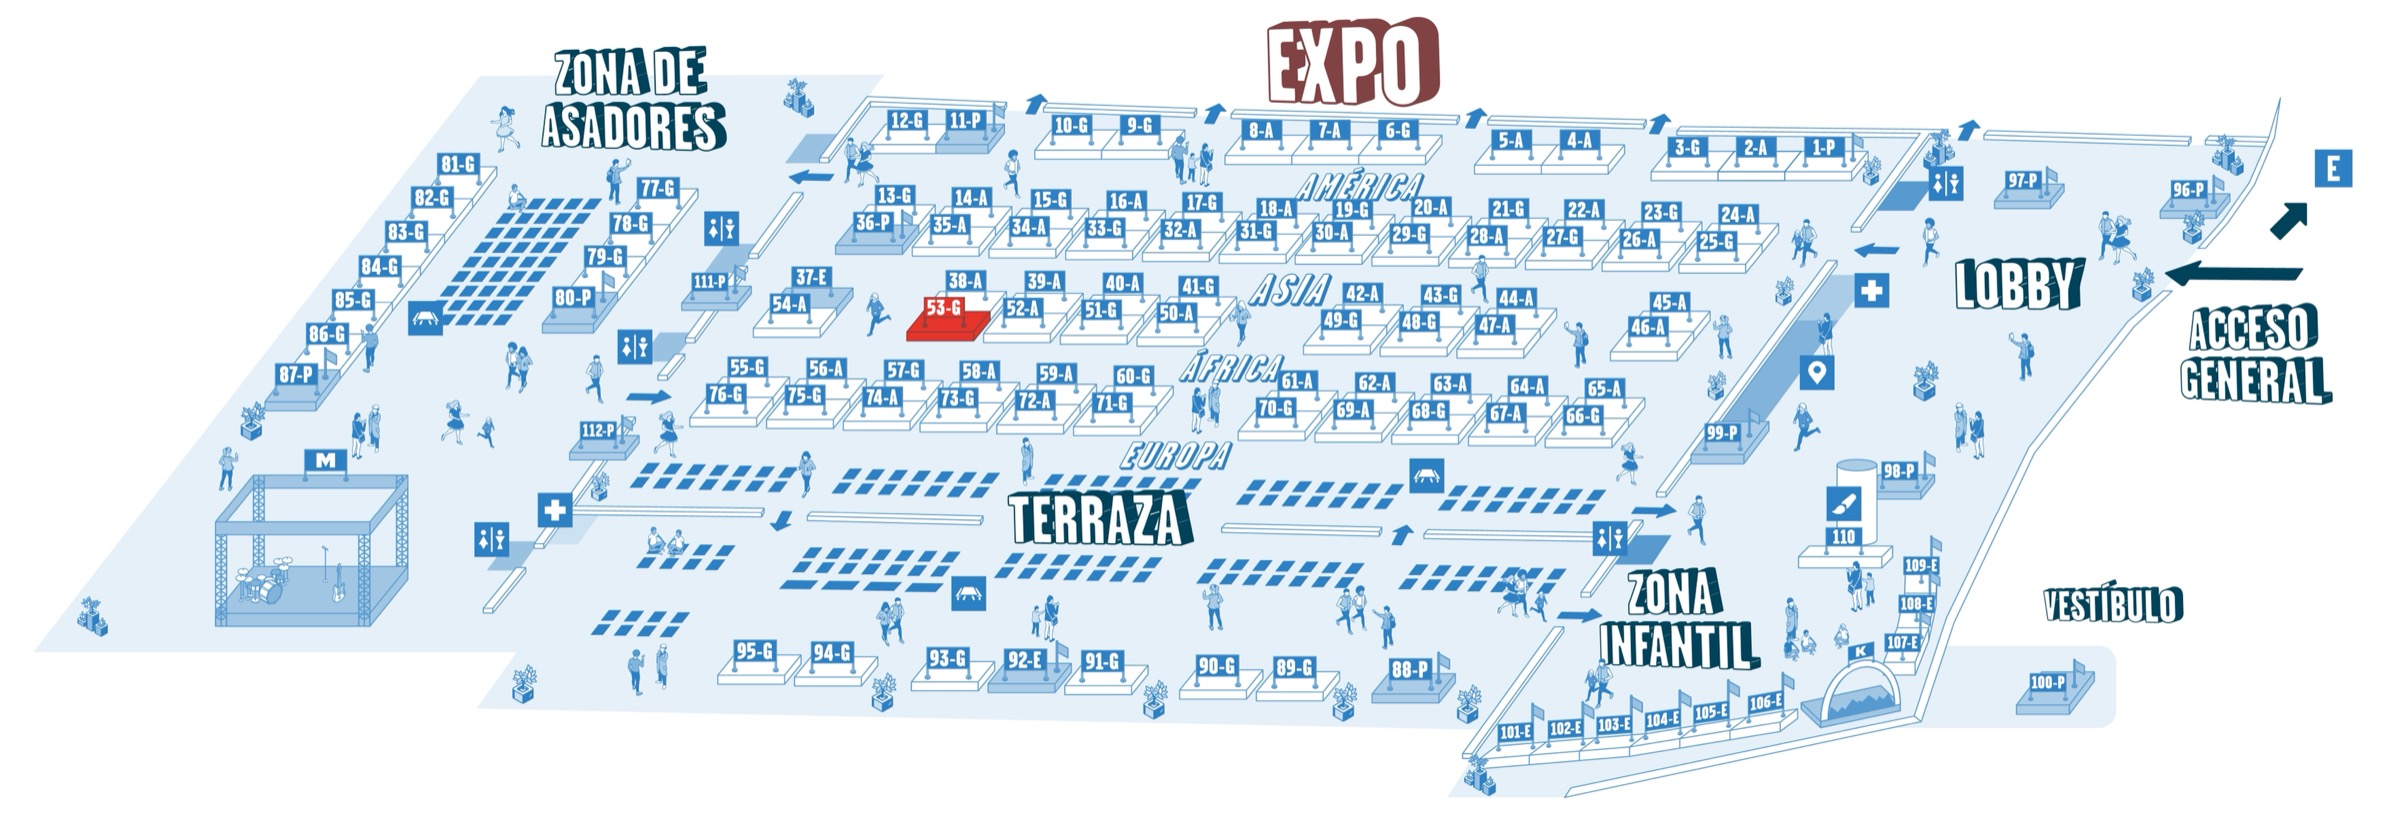 EXPO
ZONA DE
ASADORES
12-G 11-P 10-G 9-G 8-A 7-A 6-G 5-A 4-A 3-G 2-A 1-P
E
81-G
82-G
83-G
84-G
85-G
86-G
87-P
77-G
78-G
79-G
80-P
AMÉRICA
13-G 14-A 15-G 16-A 17-G 18-A 19-G 20-A 21-G 22-A 23-G 24-A
36-P 35-A 34-A 33-G 32-A 31-G 30-A 29-G 28-A 27-G 26-A 25-G
97-P 96-P
LOBBY
ACCESO
GENERAL
111-P
ASIA
37-E 38-A 39-A 40-A 41-G 42-A 43-G 44-A 45-A
54-A 53-G 52-A 51-G 50-A 49-G 48-G 47-A 46-A
ÁFRICA
55-G 56-A 57-G 58-A 59-A 60-G 61-A 62-A 63-A 64-A 65-A
76-G 75-G 74-A 73-G 72-A 71-G 70-G 69-A 68-G 67-A 66-G
112-P
99-P
98-P
EUROPA
M
TERRAZA
110
109-E
108-E
107-E
ZONA
INFANTIL
VESTÍBULO
K
95-G 94-G 93-G 92-E 91-G 90-G 89-G 88-P
100-P
101-E 102-E 103-E 104-E 105-E 106-E